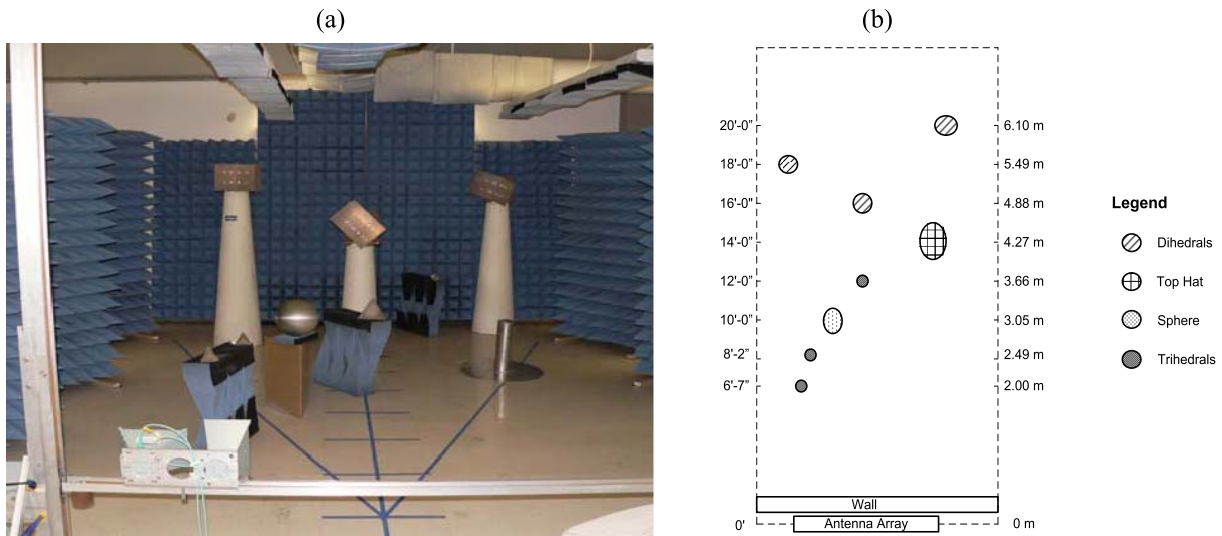 (a)
(b)
20'-0" 6.10 m
18'-0" 5.49 m
16'-0" 4.88 m
14'-0" 4.27 m
12'-0" 3.66 m
10'-0" 3.05 m
8'-2" 2.49 m
6'-7" 2.00 m
Wall
0' Antenna Array 0 m
Legend
Dihedrals
Top Hat
Sphere
Trihedrals